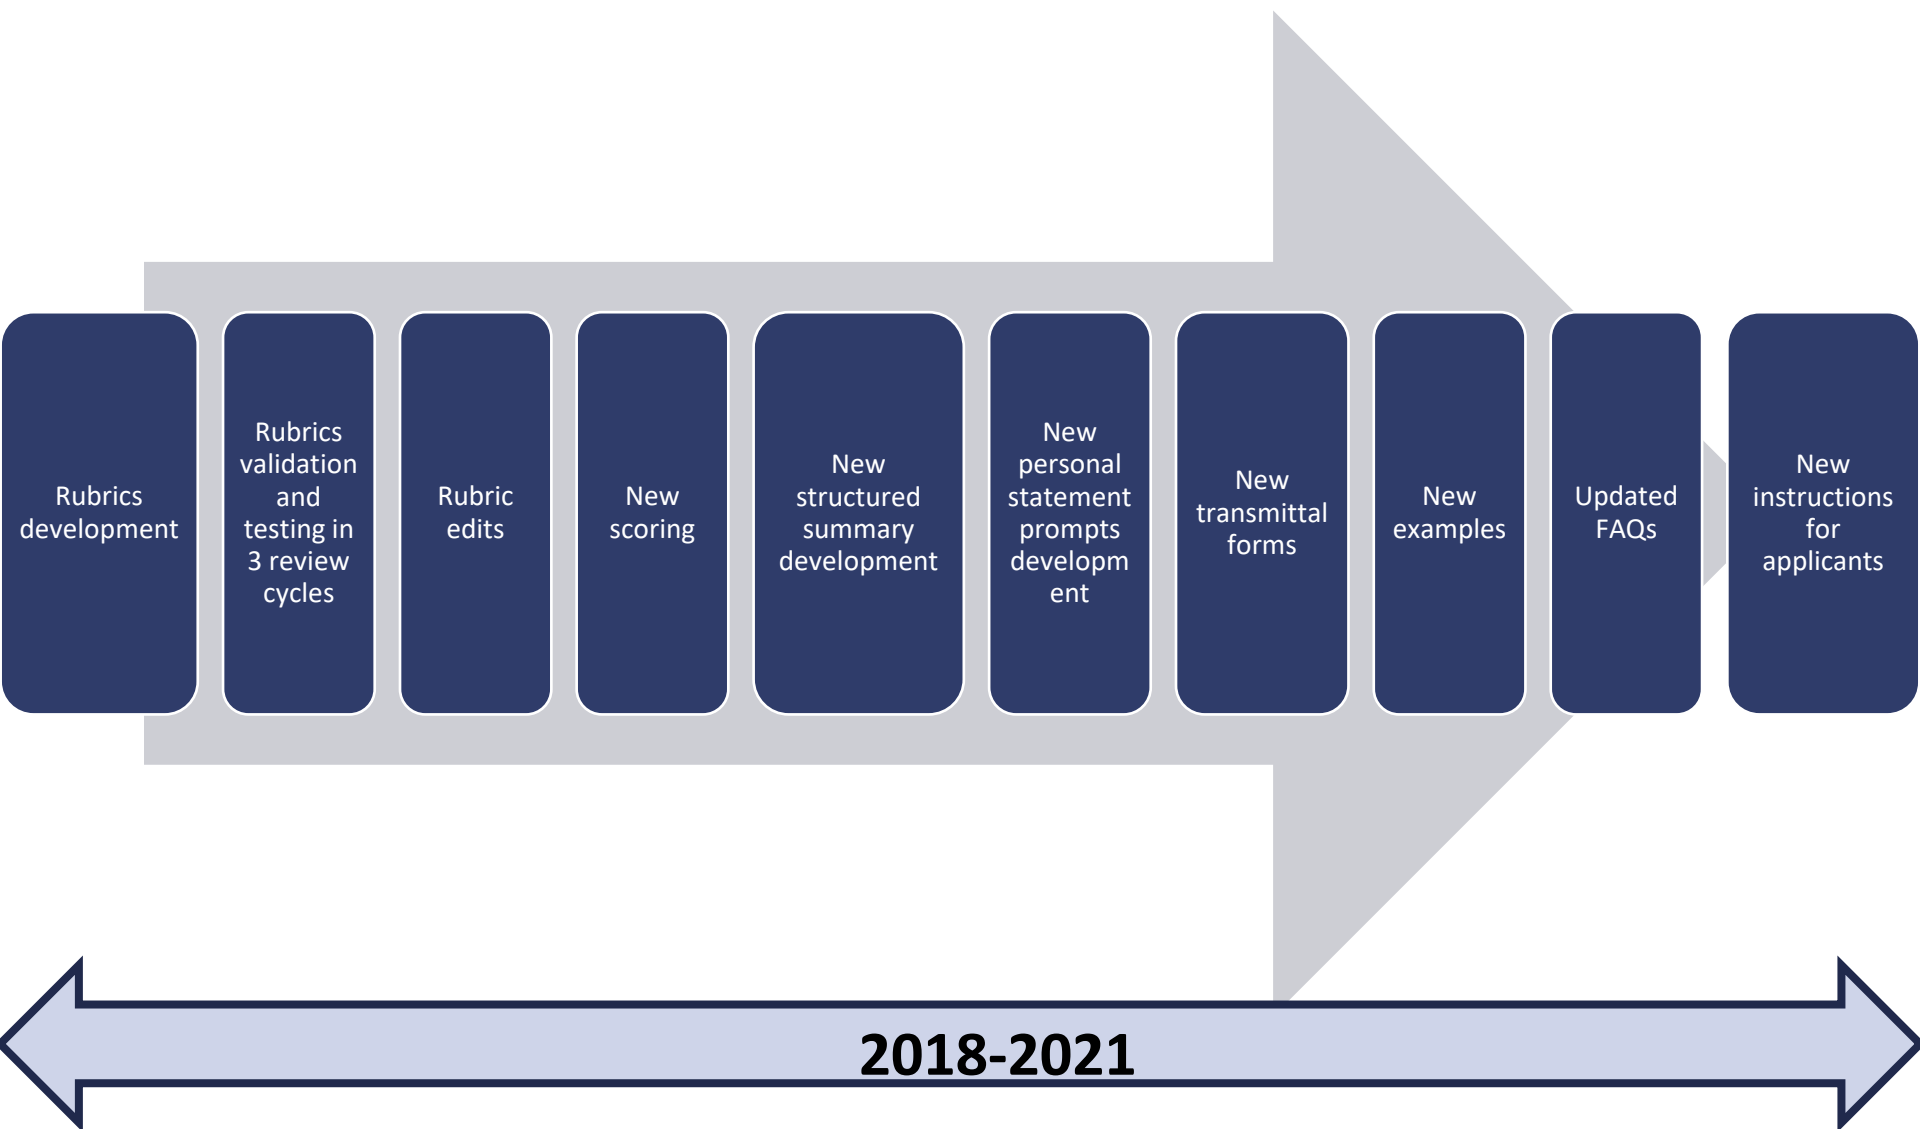 Rubrics
development
Rubrics
validation
and
testing in
3 review
cycles
Rubric
edits
New
scoring
New
structured
summary
development
New
personal
statement
prompts
developm
ent
New
transmittal
forms
New
examples
Updated
FAQs
New
instructions
for
applicants
2018-2021